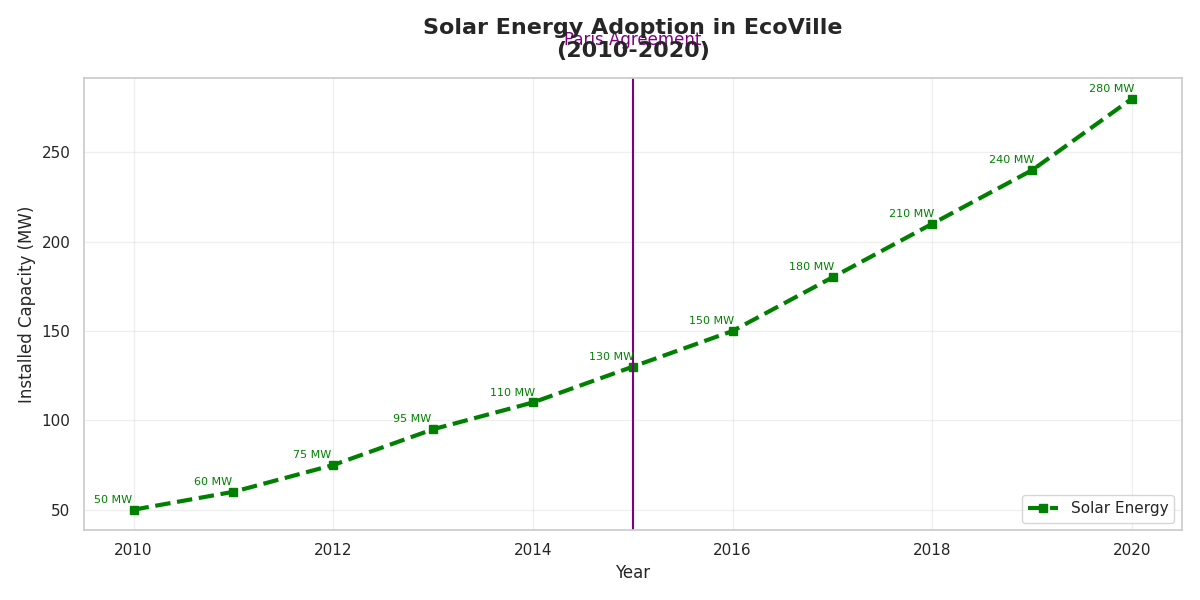 Solar Energy Adoption in EcoVille
Paris Agreement
(2010-2020)
Installed Capacity (MW)
250
200
150
100
50
50 MW
60 MW
75 MW
95 MW
110 MW
130 MW
150 MW
180 MW
210 MW
240 MW
280 MW
Solar Energy
2010
2012
2014
2016
2018
2020
Year